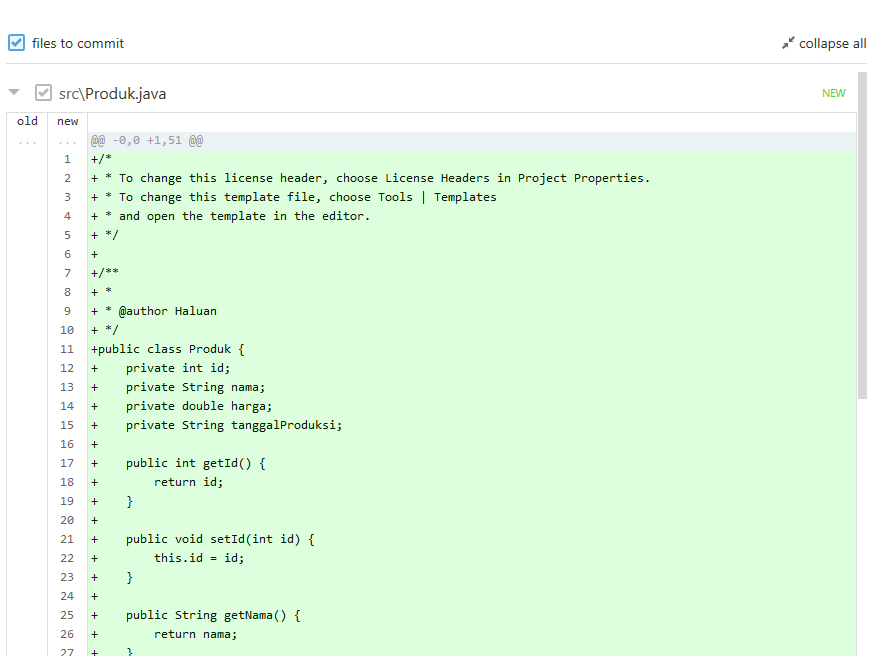 files to commit
collapse all
src\Produk.java
NEW
old new
... ... @@ -0,0 +1,51 @@
1 +/*
2 + * To change this license header, choose License Headers in Project Properties.
3 + * To change this template file, choose Tools | Templates
4 + * and open the template in the editor.
5 + */
6 +
7 +/**
8 + *
9 + * @author Haluan
10 + */
11 +public class Produk {
12 +    private int id;
13 +    private String nama;
14 +    private double harga;
15 +    private String tanggalProduksi;
16 +
17 +    public int getId() {
18 +        return id;
19 +    }
20 +
21 +    public void setId(int id) {
22 +        this.id = id;
23 +    }
24 +
25 +    public String getNama() {
26 +        return nama;
27 +    }